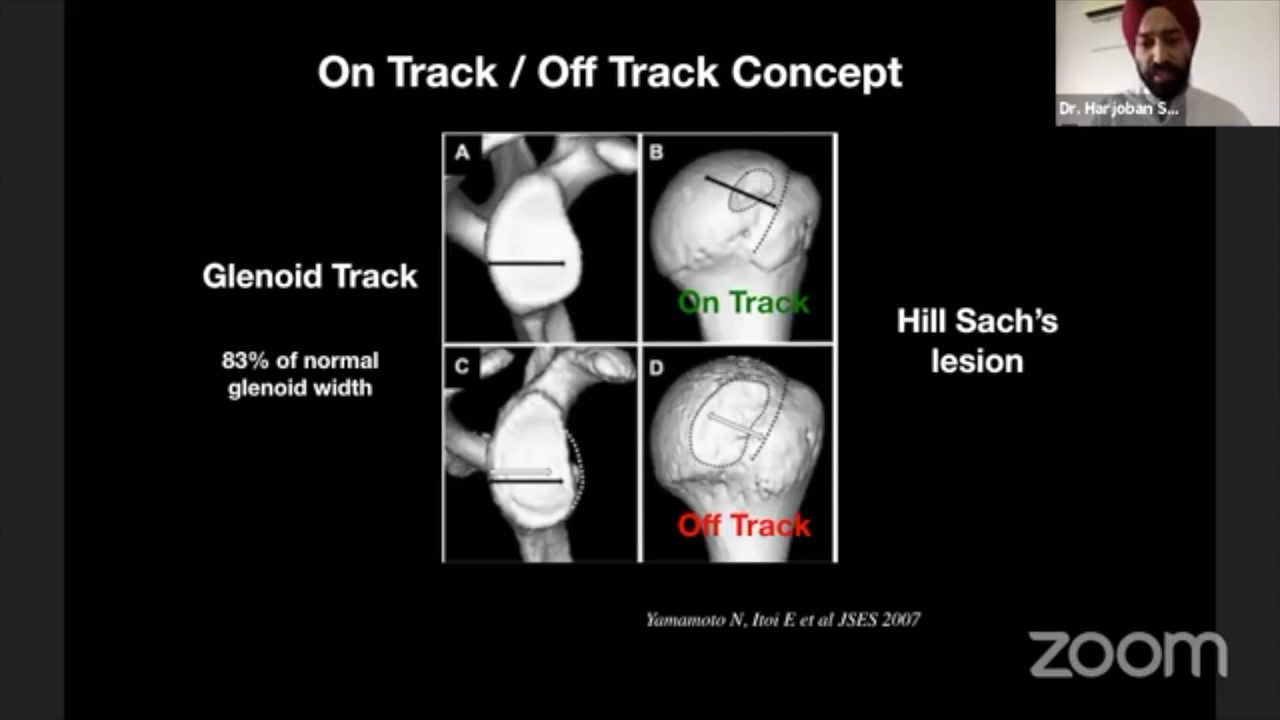 On Track / Off Track Concept
Dr. Harjoban S...
A
B
Glenoid Track
On Track
Hill Sach's
lesion
83% of normal
glenoid width
C
D
Off Track
Yamamoto N, Itoi E et al JSES 2007
zoom